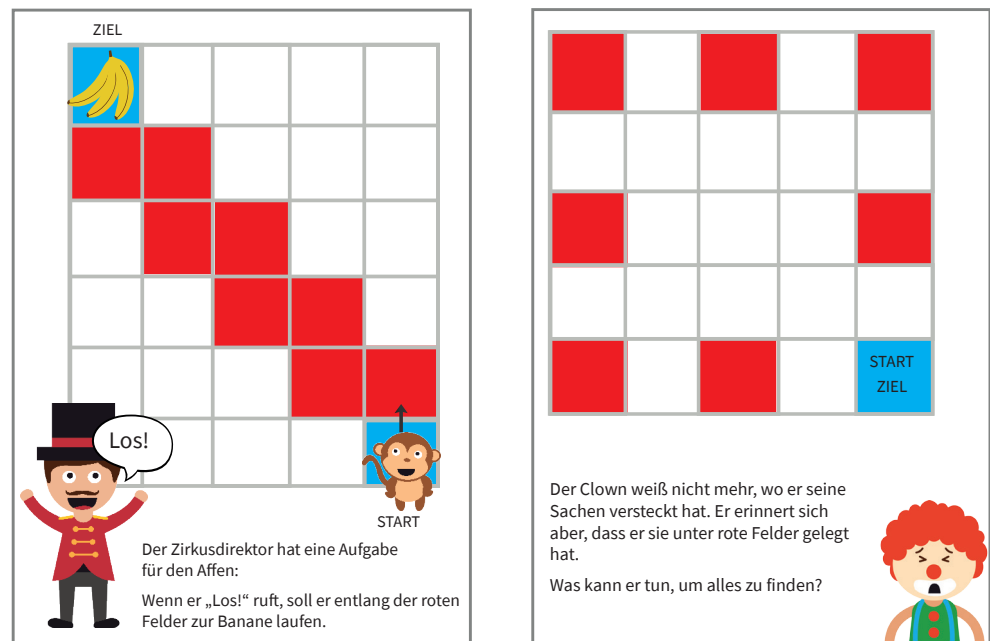 ZIEL
Los!
START
Der Zirkusdirektor hat eine Aufgabe
für den Affen:
Wenn er „Los!“ ruft, soll er entlang der roten
Felder zur Banane laufen.
START
ZIEL
Der Clown weiß nicht mehr, wo er seine
Sachen versteckt hat. Er erinnert sich
aber, dass er sie unter rote Felder gelegt
hat.
Was kann er tun, um alles zu finden?